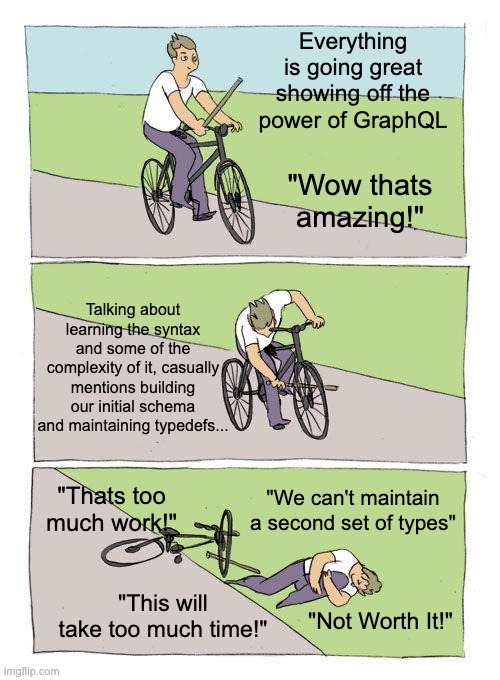 Everything
is going great
showing off the
power of GraphQL
"Wow thats
amazing!"
Talking about
learning the syntax
and some of the
complexity of it, casually
mentions building
our initial schema
and maintaining typedefs...
"Thats too
much work!"
"We can't maintain
a second set of types"
"This will
take too much time!"
"Not Worth It!"
imgflip.com